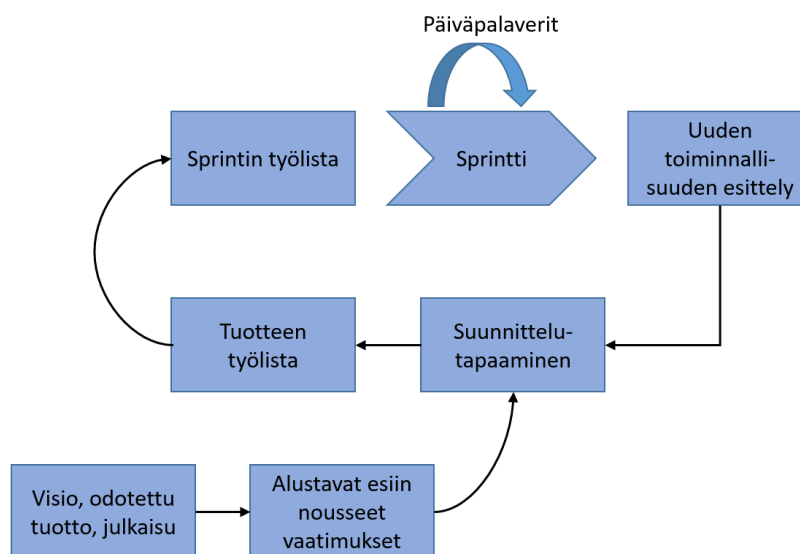 Päiväpalaverit
Sprintin työlista
Sprintti
Uuden
toiminnalli-
suuden esittely
Tuotteen
työlista
Suunnittelu-
tapaaminen
Visio, odotettu
tuotto, julkaisu
Alustavat esiin
nousseet
vaatimukset